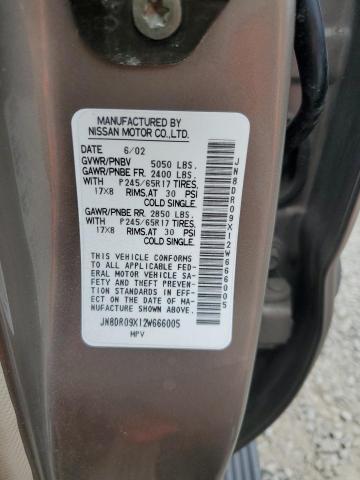 MANUFACTURED BY
NISSAN MOTOR CO., LTD.
DATE 6/02
GVWR/PNBV 5050 LBS.
GAWR/PNBE FR. 2400 LBS.
WITH P245/65R17 TIRES,
17X8 RIMS,AT 30 PSI
COLD SINGLE.
GAWR/PNBE RR. 2850 LBS.
WITH P245/65R17 TIRES,
17X8 RIMS,AT 30 PSI
COLD SINGLE.
THIS VEHICLE CONFORMS
TO ALL APPLICABLE FED-
ERAL MOTOR VEHICLE SA-
FETY AND THEFT PREVEN-
TION STANDARDS IN EFF-
ECT ON THE DATE OF MA-
NUFACTURE SHOWN ABOVE.
JN8DR09X12W666005
MPV
JN8DR09X12W666005